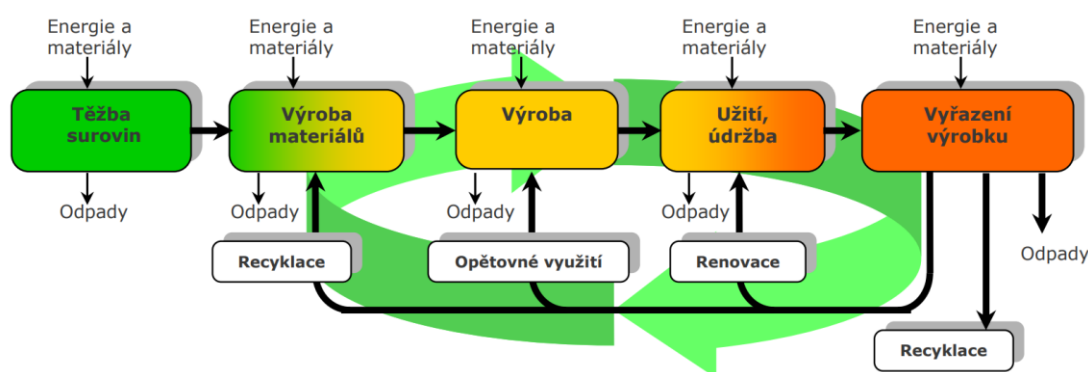 Energie a
materiály
Energie a
materiály
Energie a
materiály
Energie a
materiály
Energie a
materiály
Těžba
surovin
Výroba
materiálů
Výroba
Užití,
údržba
Vyřazení
výrobku
Odpady
Odpady
Odpady
Odpady
Odpady
Recyklace
Opětovné využití
Renovace
Recyklace